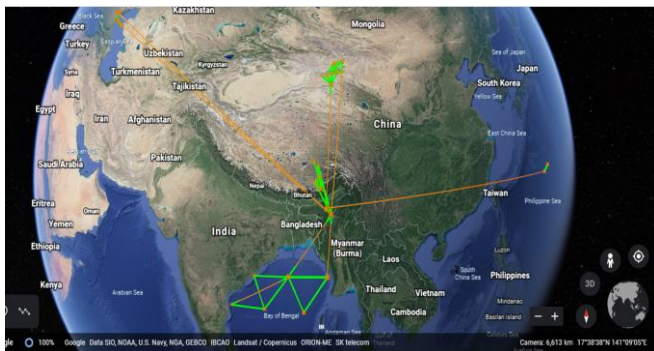 Kazakhstan
Mongolia
Black Sea
Greece
Turkey
Uzbekistan
Kyrgyzstan
Sea of Japan
Japan
Syria
Turkmenistan
Tajikistan
South Korea
Yellow Sea
Iraq
Egypt
Iran
Afghanistan
China
East China Sea
Pakistan
Saudi Arabia
Nepal
Bhutan
Taiwan
Philippine Sea
Eritrea
Oman
Yemen
India
Bangladesh
Myanmar
(Burma)
Ethiopia
Laos
Luzon
Kenya
Arabian Sea
Thailand
Vietnam
South
China Sea
Philippines
3D
Bay of Bengal
Cambodia
Mindanao
Basilan Island
Andaman Sea
gle
100%
Google Data SIO, NOAA, U.S. Navy, NGA, GEBCO IBCAO Landsat / Copernicus ORION-ME SK telecom
Camera: 6,613 km 17°38'38"N 141°09'05"E